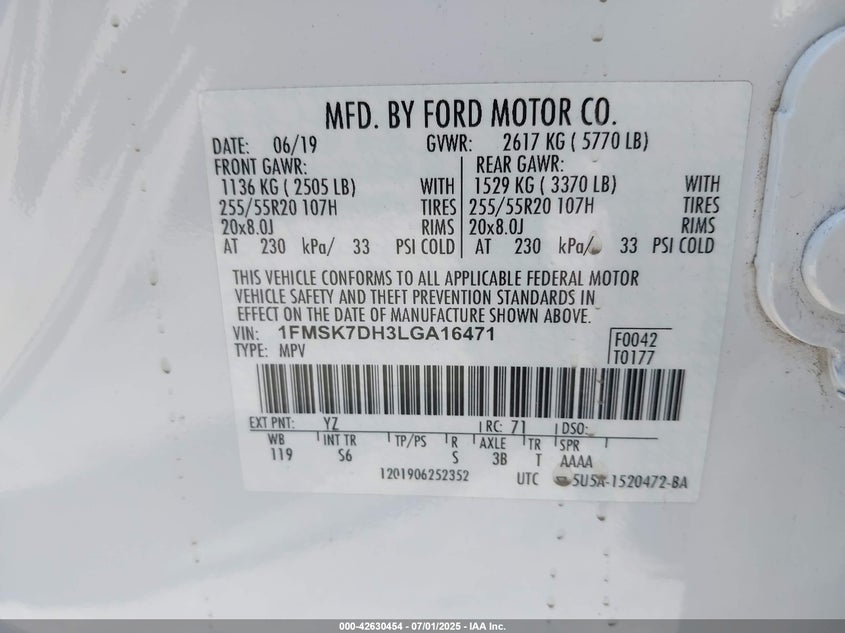 MFD. BY FORD MOTOR CO.
DATE: 06/19 GVWR: 2617 KG ( 5770 LB)
FRONT GAWR: REAR GAWR:
1136 KG ( 2505 LB) WITH 1529 KG ( 3370 LB) WITH
255/55R20 107H TIRES 255/55R20 107H TIRES
20x8.0J RIMS 20x8.0J RIMS
AT 230 kPa/ 33 PSI COLD AT 230 kPa/ 33 PSI COLD
THIS VEHICLE CONFORMS TO ALL APPLICABLE FEDERAL MOTOR
VEHICLE SAFETY AND THEFT PREVENTION STANDARDS IN
EFFECT ON THE DATE OF MANUFACTURE SHOWN ABOVE.
VIN: 1FMSK7DH3LGA16471
TYPE: MPV
F0042
T0177
EXT PNT: YZ RC: 71 DSO:
WB INT TR TP/PS R AXLE TR SPR
119 S6 S 3B T AAAA
1201906252352 UTC 5U5A-1520472-BA
000-42630454 - 07/01/2025 - IAA Inc.